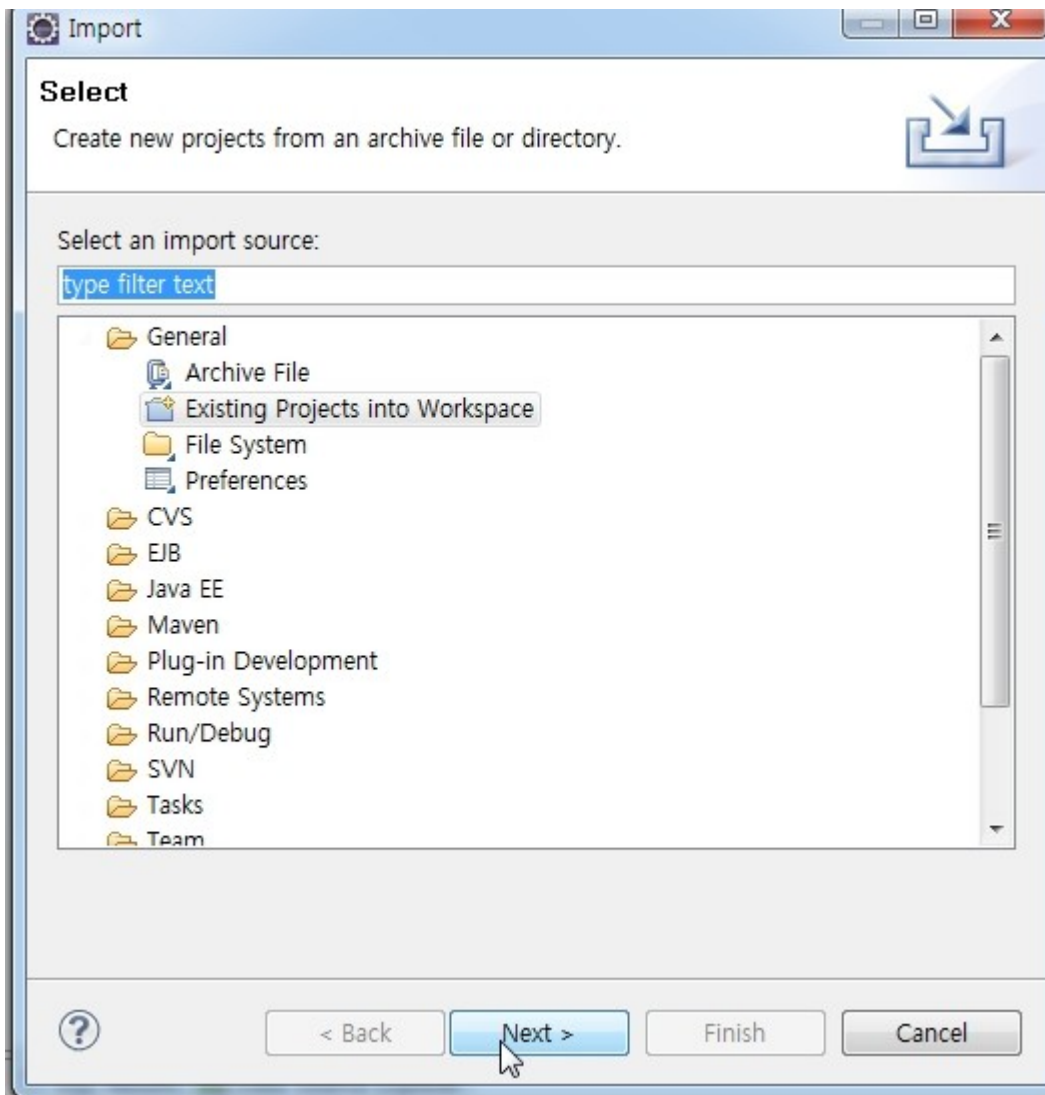 Import
Select
Create new projects from an archive file or directory.
Select an import source:
type filter text
General
Archive File
Existing Projects into Workspace
File System
Preferences
CVS
EJB
Java EE
Maven
Plug-in Development
Remote Systems
Run/Debug
SVN
Tasks
Team
< Back Next > Finish Cancel